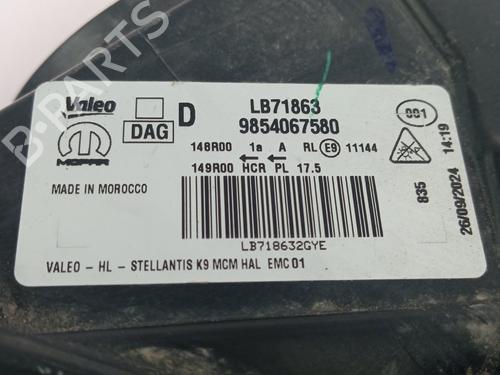 Valeo
DAG
D
LB71863
9854067580
MOPAR
148R00 1a A RL E9 11144
149R00 HCR PL 17.5
MADE IN MOROCCO
LB718632GYE
VALEO - HL - STELLANTIS K9 MCM HAL EMC 01
001
835
26/09/2024 14:19
B-PARTS